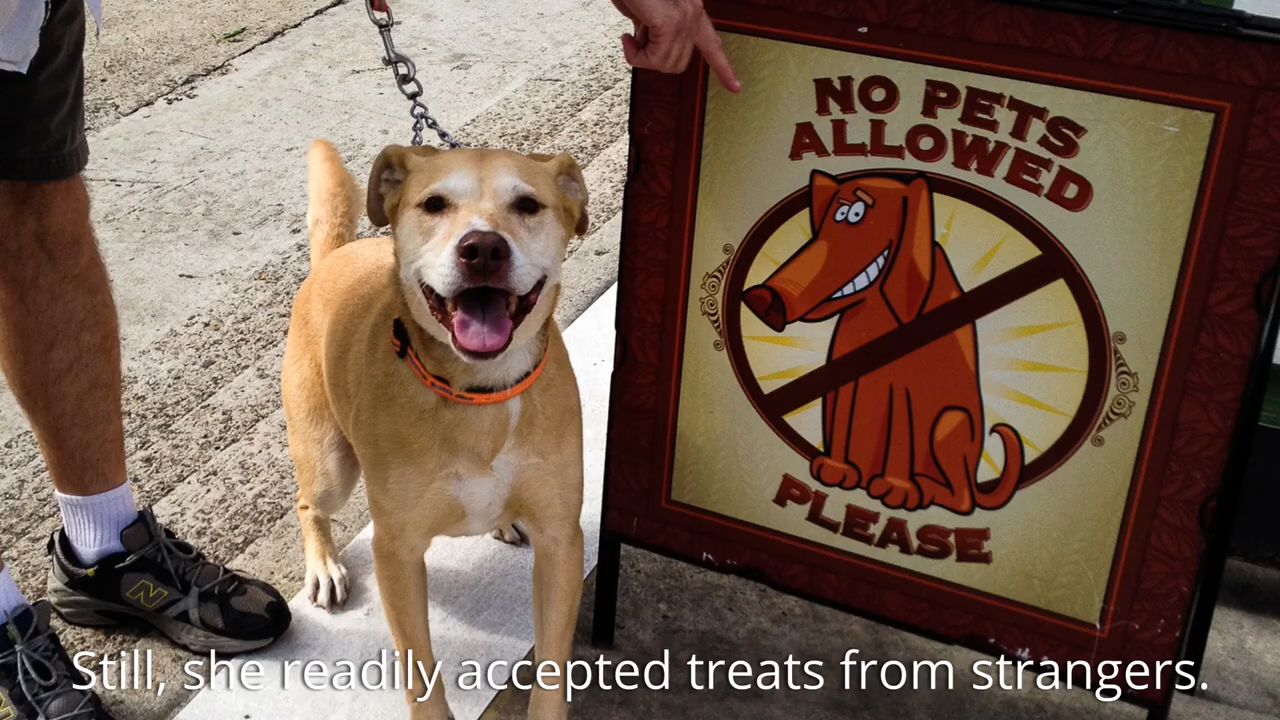 NO PETS
ALLOWED
PLEASE
N
Still, she readily accepted treats from strangers.